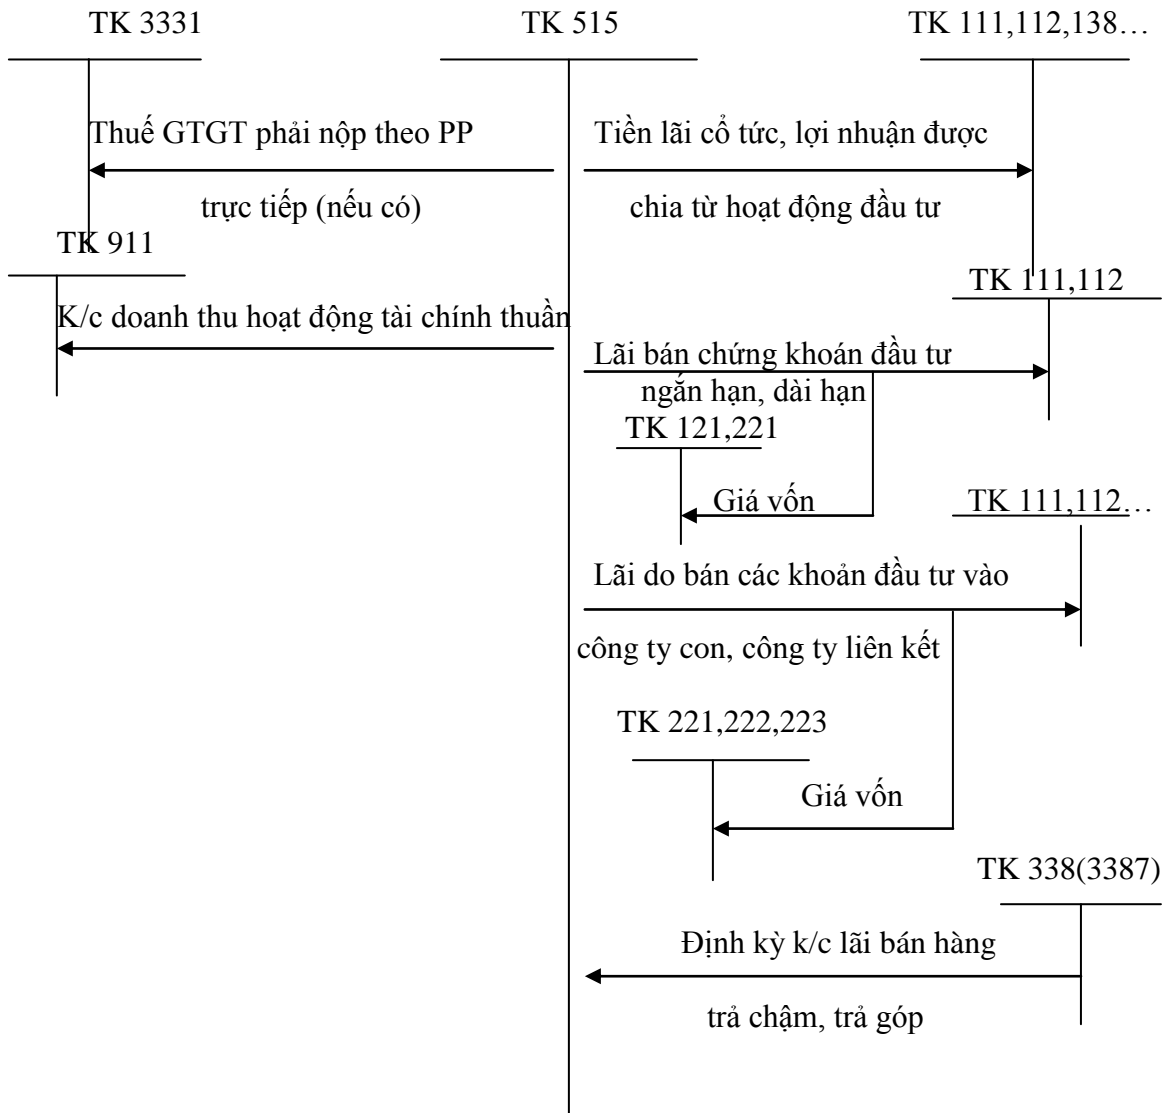 TK 3331
TK 515
TK 111,112,138…
Thuế GTGT phải nộp theo PP
Tiền lãi cổ tức, lợi nhuận được
trực tiếp (nếu có)
chia từ hoạt động đầu tư
TK 911
TK 111,112
K/c doanh thu hoạt động tài chính thuần
Lãi bán chứng khoán đầu tư
ngắn hạn, dài hạn
TK 121,221
Giá vốn
TK 111,112…
Lãi do bán các khoản đầu tư vào
công ty con, công ty liên kết
TK 221,222,223
Giá vốn
TK 338(3387)
Định kỳ k/c lãi bán hàng
trả chậm, trả góp